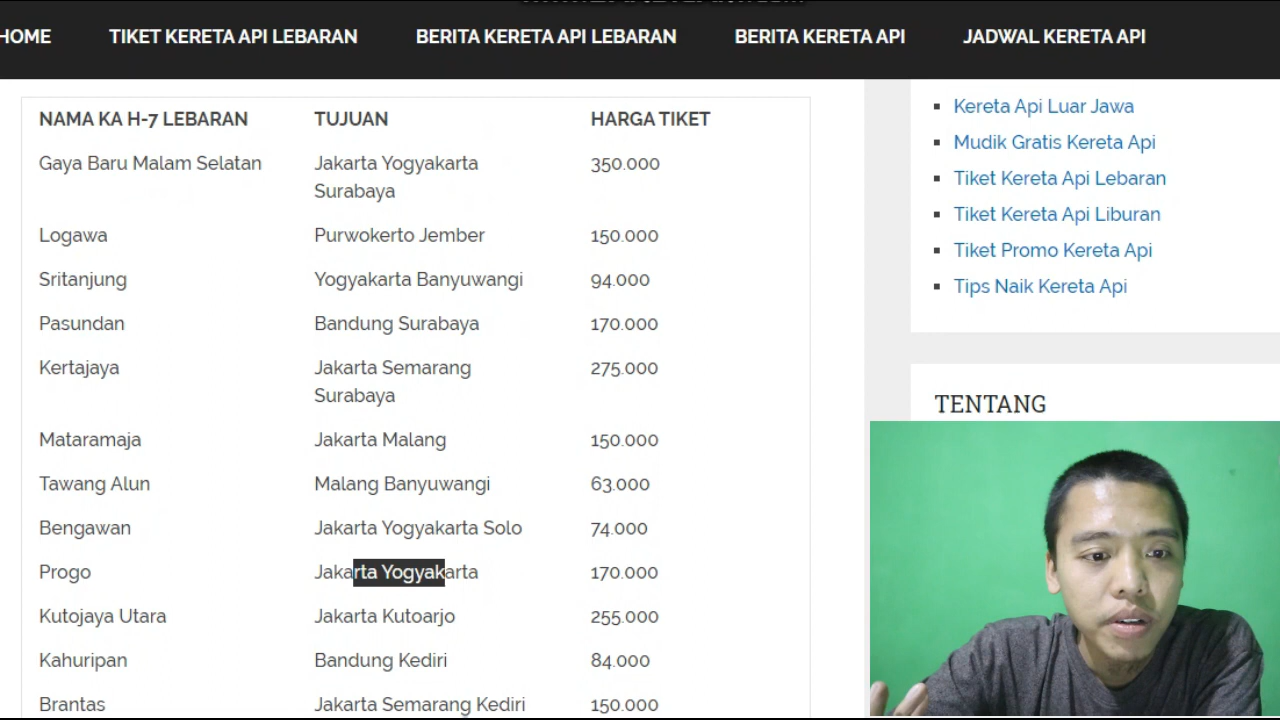 HOME TIKET KERETA API LEBARAN BERITA KERETA API LEBARAN BERITA KERETA API JADWAL KERETA API
NAMA KA H-7 LEBARAN TUJUAN HARGA TIKET
Gaya Baru Malam Selatan Jakarta Yogyakarta Surabaya 350.000
Logawa Purwokerto Jember 150.000
Sritanjung Yogyakarta Banyuwangi 94.000
Pasundan Bandung Surabaya 170.000
Kertajaya Jakarta Semarang Surabaya 275.000
Mataramaja Jakarta Malang 150.000
Tawang Alun Malang Banyuwangi 63.000
Bengawan Jakarta Yogyakarta Solo 74.000
Progo Jakarta Yogyakarta 170.000
Kutojaya Utara Jakarta Kutoarjo 255.000
Kahuripan Bandung Kediri 84.000
Brantas Jakarta Semarang Kediri 150.000
Kereta Api Luar Jawa
Mudik Gratis Kereta Api
Tiket Kereta Api Lebaran
Tiket Kereta Api Liburan
Tiket Promo Kereta Api
Tips Naik Kereta Api
TENTANG